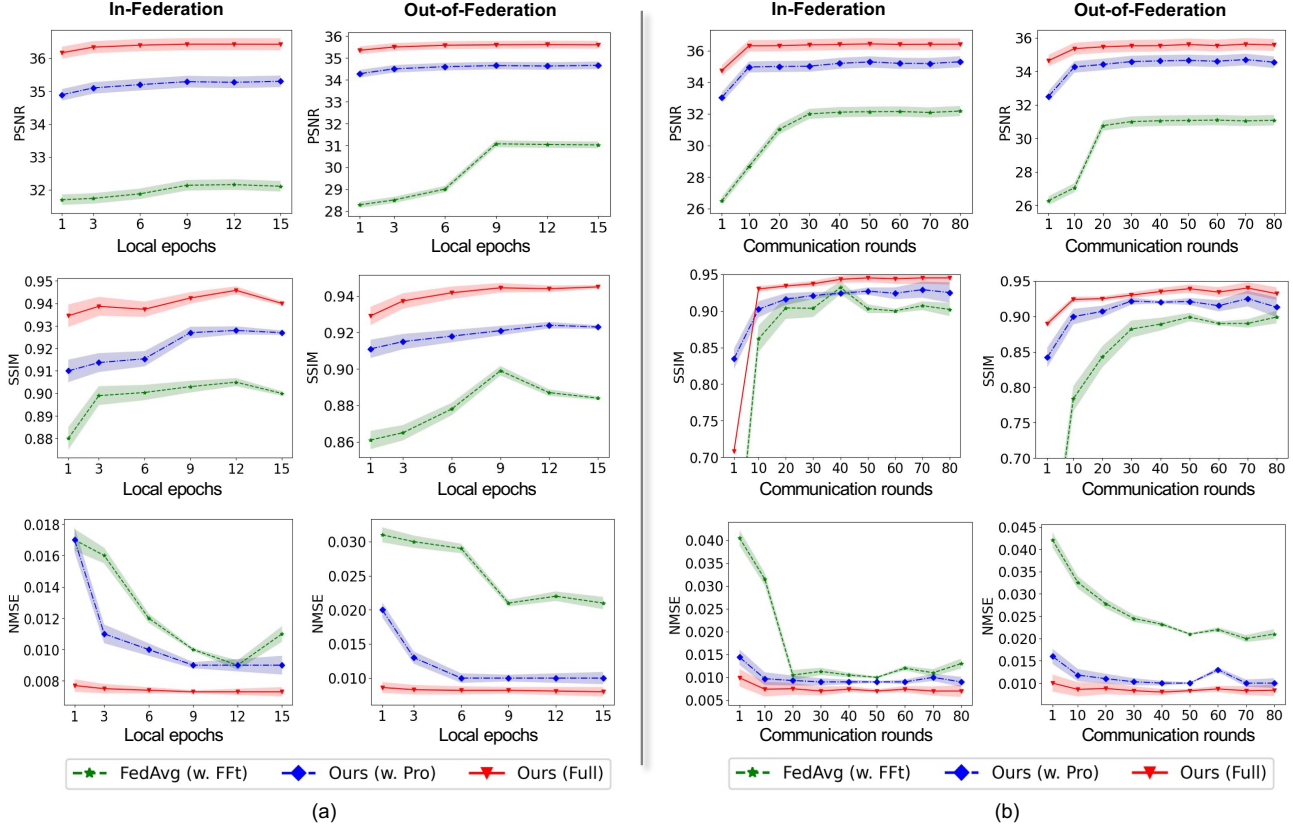 In-Federation
Out-of-Federation
In-Federation
Out-of-Federation
PSNR
36
35
34
33
32
1 3 6 9 12 15
Local epochs
PSNR
36
35
34
33
32
31
30
29
28
1 3 6 9 12 15
Local epochs
PSNR
36
34
32
30
28
26
1 10 20 30 40 50 60 70 80
Communication rounds
PSNR
36
34
32
30
28
26
1 10 20 30 40 50 60 70 80
Communication rounds
SSIM
0.95
0.94
0.93
0.92
0.91
0.90
0.89
0.88
1 3 6 9 12 15
Local epochs
SSIM
0.94
0.92
0.90
0.88
0.86
1 3 6 9 12 15
Local epochs
SSIM
0.95
0.90
0.85
0.80
0.75
0.70
1 10 20 30 40 50 60 70 80
Communication rounds
SSIM
0.95
0.90
0.85
0.80
0.75
0.70
1 10 20 30 40 50 60 70 80
Communication rounds
NMSE
0.018
0.016
0.014
0.012
0.010
0.008
1 3 6 9 12 15
Local epochs
NMSE
0.030
0.025
0.020
0.015
0.010
1 3 6 9 12 15
Local epochs
NMSE
0.040
0.035
0.030
0.025
0.020
0.015
0.010
0.005
1 10 20 30 40 50 60 70 80
Communication rounds
NMSE
0.045
0.040
0.035
0.030
0.025
0.020
0.015
0.010
1 10 20 30 40 50 60 70 80
Communication rounds
FedAvg (w. FFt) Ours (w. Pro) Ours (Full)
FedAvg (w. FFt) Ours (w. Pro) Ours (Full)
(a)
(b)